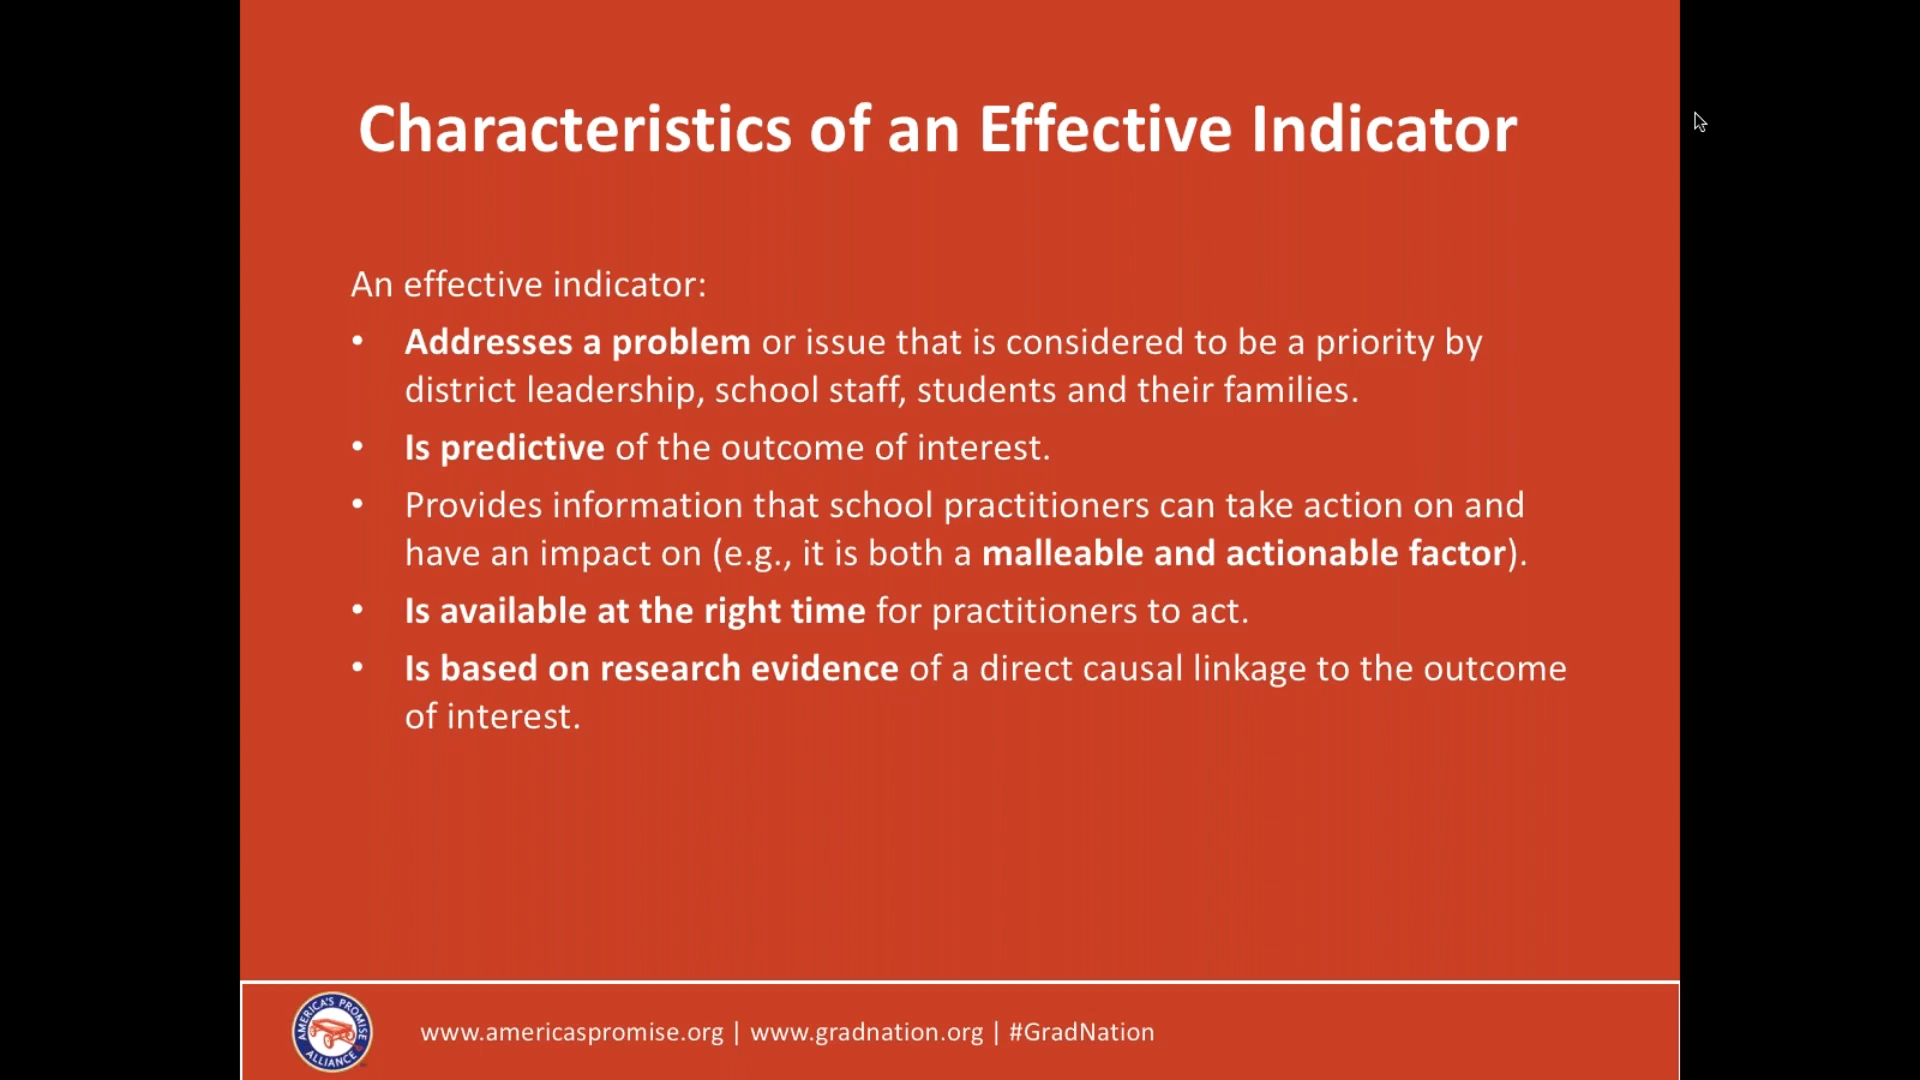 Characteristics of an Effective Indicator
An effective indicator:
• Addresses a problem or issue that is considered to be a priority by
district leadership, school staff, students and their families.
• Is predictive of the outcome of interest.
• Provides information that school practitioners can take action on and
have an impact on (e.g., it is both a malleable and actionable factor).
• Is available at the right time for practitioners to act.
• Is based on research evidence of a direct causal linkage to the outcome
of interest.
AMERICA'S PROMISE
ALLIANCE
www.americaspromise.org | www.gradnation.org | #GradNation